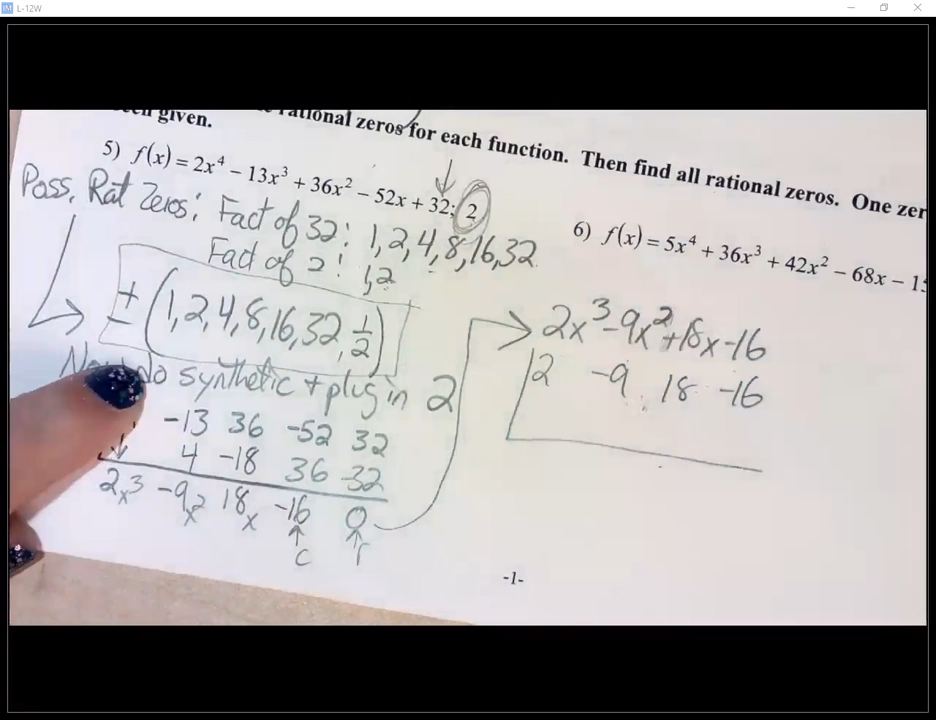 L-12W
een given.
rational zeros for each function. Then find all rational zeros. One zer
5) f(x) = 2x⁴ − 13x³ + 36x² − 52x + 32; 2
Poss. Rat Zeros: Fact of 32: 1,2,4,8,16,32
Fact of 2: 1,2
± (1,2,4,8,16,32,1/2)
Do synthetic + plug in 2
-13 36 -52 32
4 -18 36 -32
2x3 -9x2 18x -16 0
↑ ↑
c r
6) f(x) = 5x⁴ + 36x³ + 42x² − 68x − 15
2x³-9x²+18x-16
2 -9 18 -16
-1-